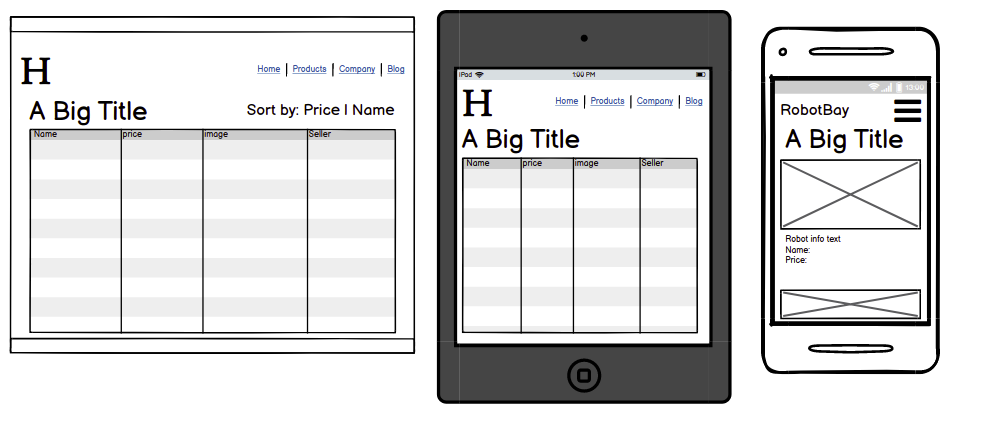 H
Home | Products | Company | Blog
A Big Title
Sort by: Price | Name
Name price image Seller
iPad 1:00 PM
H
Home | Products | Company | Blog
A Big Title
Name price image Seller
13:00
RobotBay
A Big Title
Robot info text
Name:
Price: